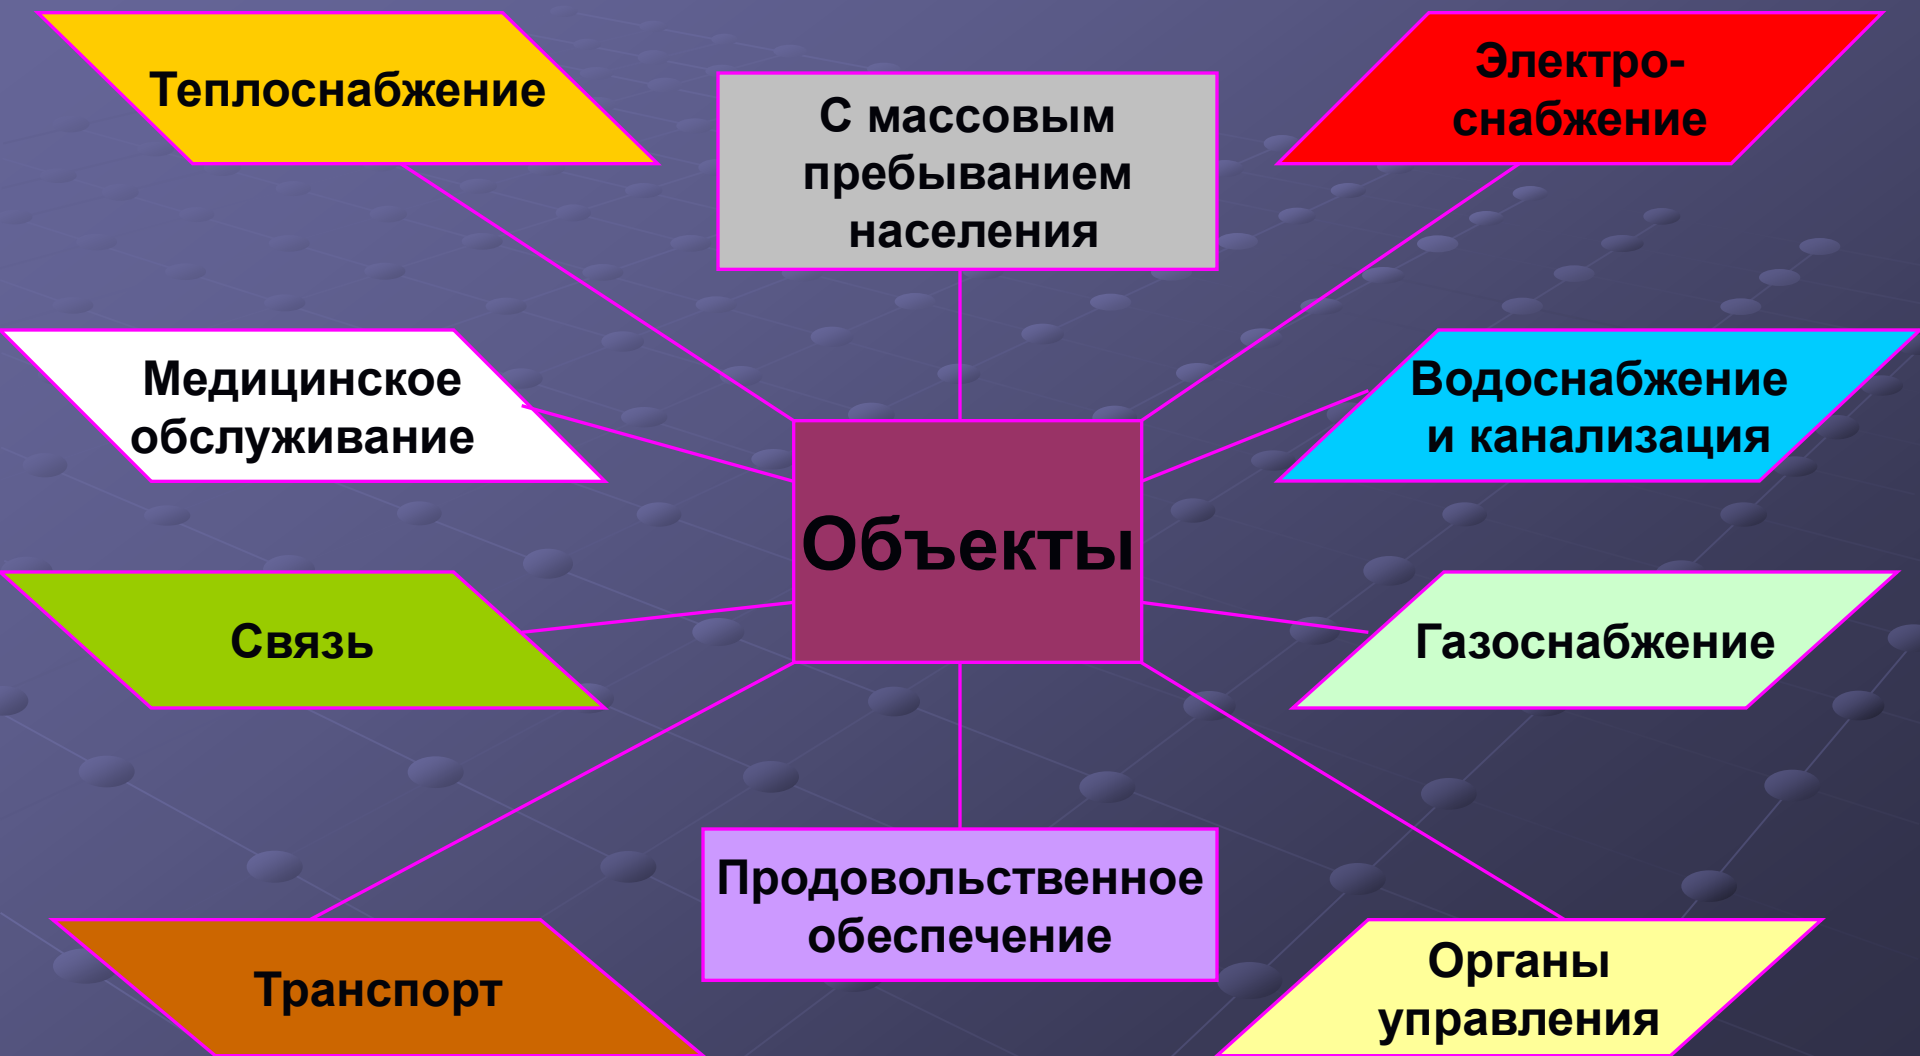 Теплоснабжение
С массовым
пребыванием
населения
Электро-
снабжение
Медицинское
обслуживание
Водоснабжение
и канализация
Объекты
Связь
Газоснабжение
Продовольственное
обеспечение
Транспорт
Органы
управления